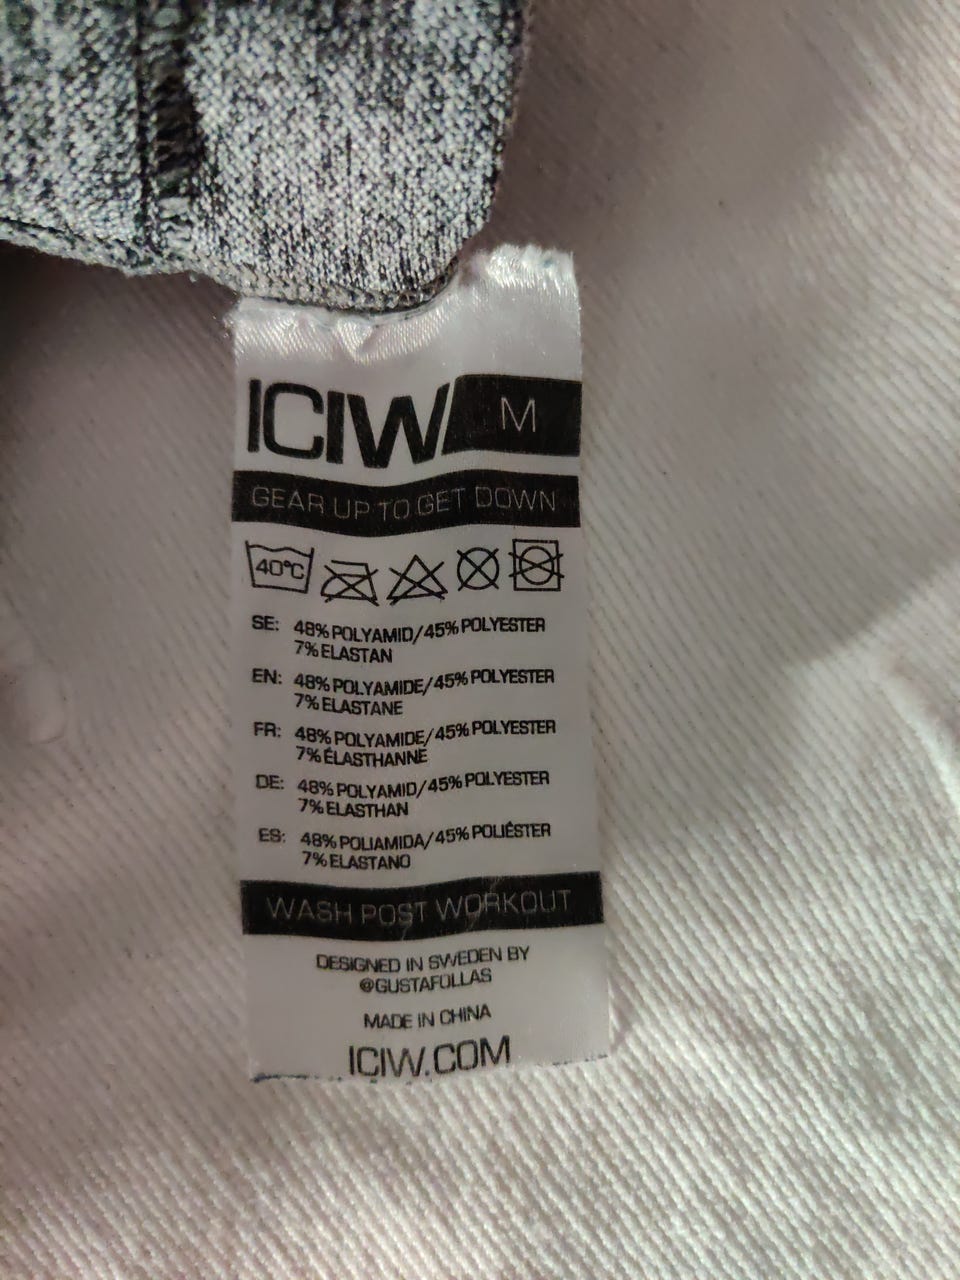 ICIW M
GEAR UP TO GET DOWN
40°C
SE: 48% POLYAMID/45% POLYESTER
7% ELASTAN
EN: 48% POLYAMIDE/45% POLYESTER
7% ELASTANE
FR: 48% POLYAMIDE/45% POLYESTER
7% ÉLASTHANNE
DE: 48% POLYAMID/45% POLYESTER
7% ELASTHAN
ES: 48% POLIAMIDA/45% POLIÉSTER
7% ELASTANO
WASH POST WORKOUT
DESIGNED IN SWEDEN BY
@GUSTAFOLLAS
MADE IN CHINA
ICIW.COM